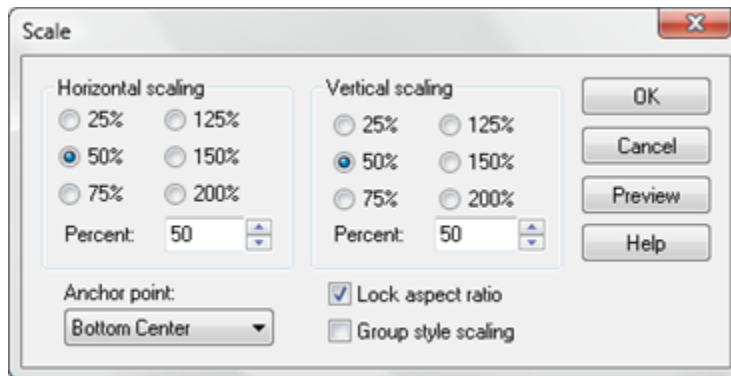 Scale
Horizontal scaling
25% 125%
50% 150%
75% 200%
Percent: 50
Vertical scaling
25% 125%
50% 150%
75% 200%
Percent: 50
OK
Cancel
Preview
Help
Anchor point:
Bottom Center
Lock aspect ratio
Group style scaling